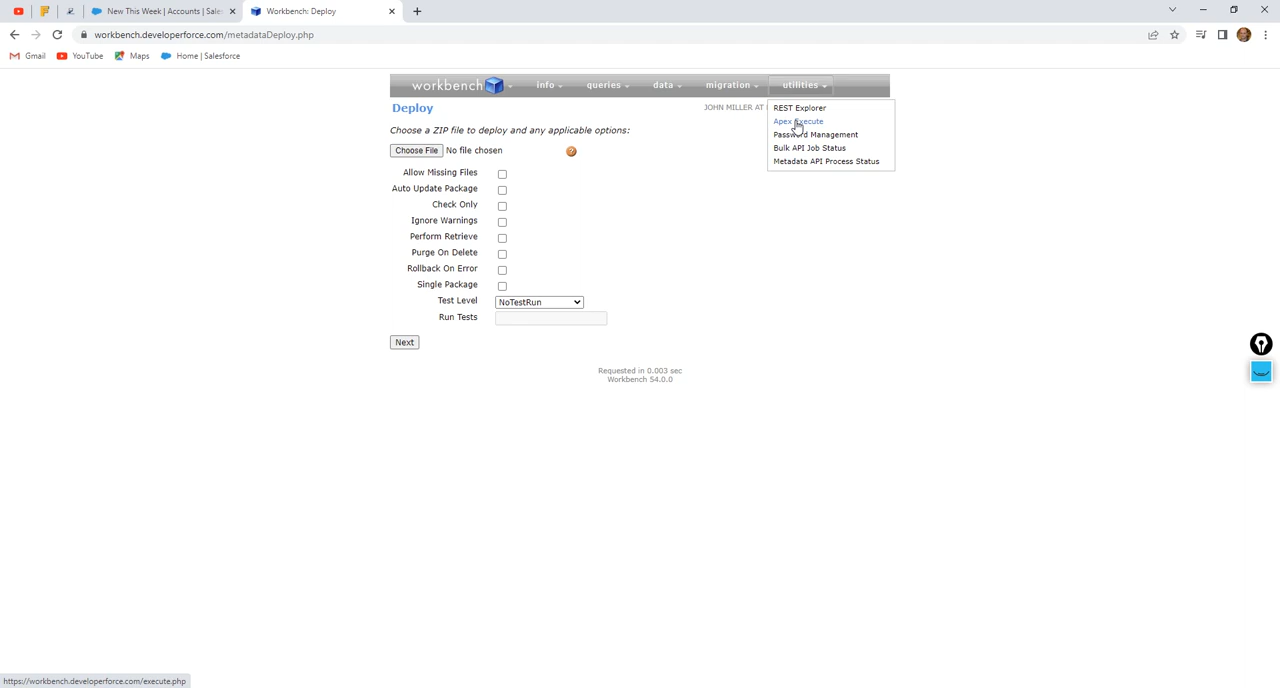 New This Week | Accounts | Sales
Workbench: Deploy
workbench.developerforce.com/metadataDeploy.php
Gmail
YouTube
Maps
Home | Salesforce
workbench
info
queries
data
migration
utilities
Deploy
JOHN MILLER AT
REST Explorer
Apex Execute
Password Management
Bulk API Job Status
Metadata API Process Status
Choose a ZIP file to deploy and any applicable options:
Choose File No file chosen
Allow Missing Files
Auto Update Package
Check Only
Ignore Warnings
Perform Retrieve
Purge On Delete
Rollback On Error
Single Package
Test Level NoTestRun
Run Tests
Next
Requested in 0.003 sec
Workbench 54.0.0
https://workbench.developerforce.com/execute.php